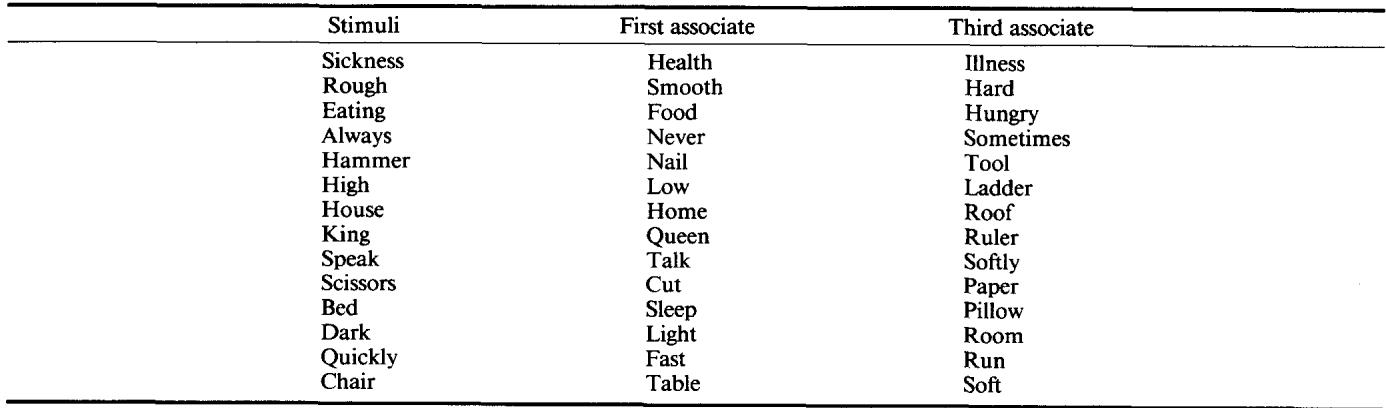 Stimuli First associate Third associate
Sickness Health Illness
Rough Smooth Hard
Eating Food Hungry
Always Never Sometimes
Hammer Nail Tool
High Low Ladder
House Home Roof
King Queen Ruler
Speak Talk Softly
Scissors Cut Paper
Bed Sleep Pillow
Dark Light Room
Quickly Fast Run
Chair Table Soft